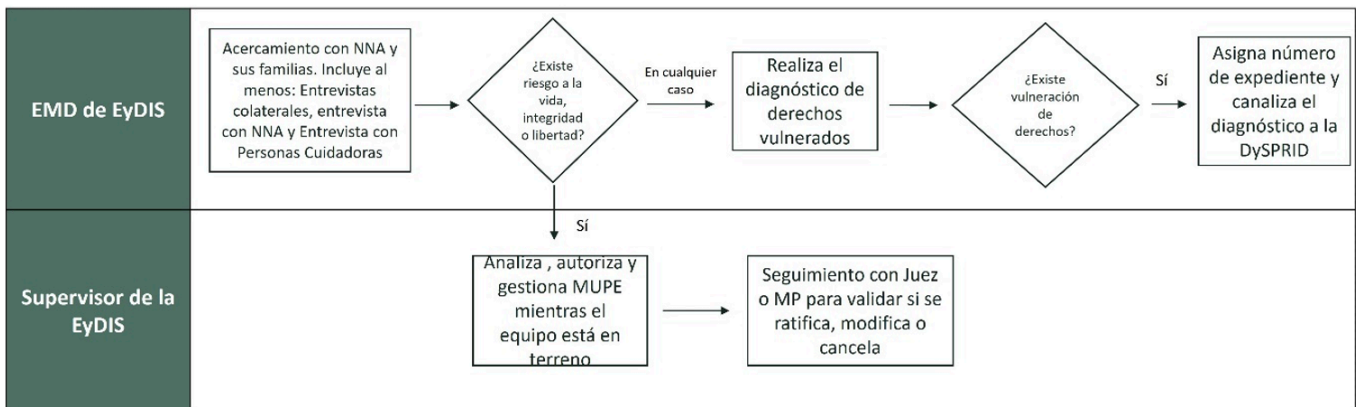 EMD de EyDIS
Acercamiento con NNA y
sus familias. Incluye al
menos: Entrevistas
colaterales, entrevista
con NNA y Entrevista con
Personas Cuidadoras
¿Existe
riesgo a la
vida,
integridad
o libertad?
En cualquier
caso
Realiza el
diagnóstico de
derechos
vulnerados
¿Existe
vulneración
de
derechos?
Sí
Asigna número
de expediente y
canaliza el
diagnóstico a la
DySPRID
Sí
Supervisor de la
EyDIS
Analiza , autoriza y
gestiona MUPE
mientras el
equipo está en
terreno
Seguimiento con Juez
o MP para validar si se
ratifica, modifica o
cancela